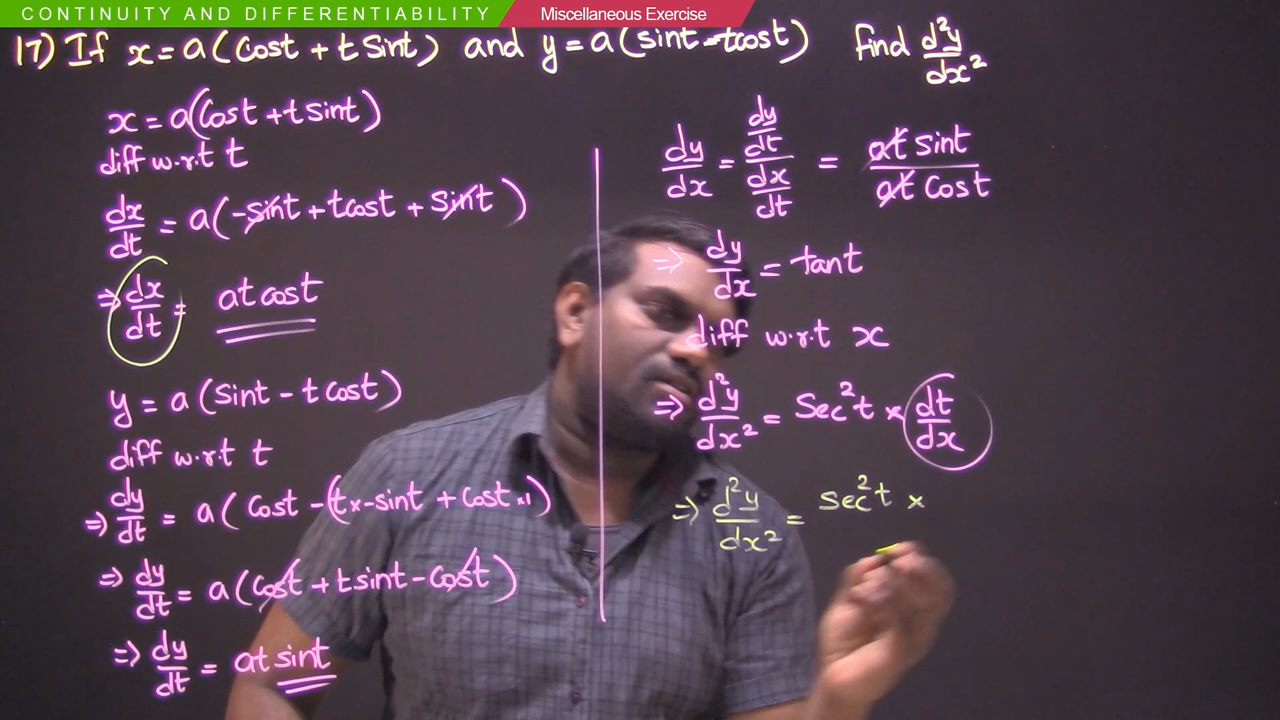 CONTINUITY AND DIFFERENTIABILITY
Miscellaneous Exercise
17) If x = a(Cost + t Sint) and y = a(sint - tcost) find d²y/dx²
x = a(Cost + t Sint)
diff w.r.t t
dx/dt = a(-sint + tcost + sint)
⇒ dx/dt = at cost
y = a(Sint - t Cost)
diff w.r.t t
⇒ dy/dt = a(Cost - (t x -sint + Cost x 1)
⇒ dy/dt = a(Cost + t sint - Cost)
⇒ dy/dt = at sint
dy/dx = dy/dt / dx/dt = at sint / at Cost
⇒ dy/dx = tant
diff w.r.t x
⇒ d²y/dx² = Sec²t x dt/dx
⇒ d²y/dx² = Sec²t x